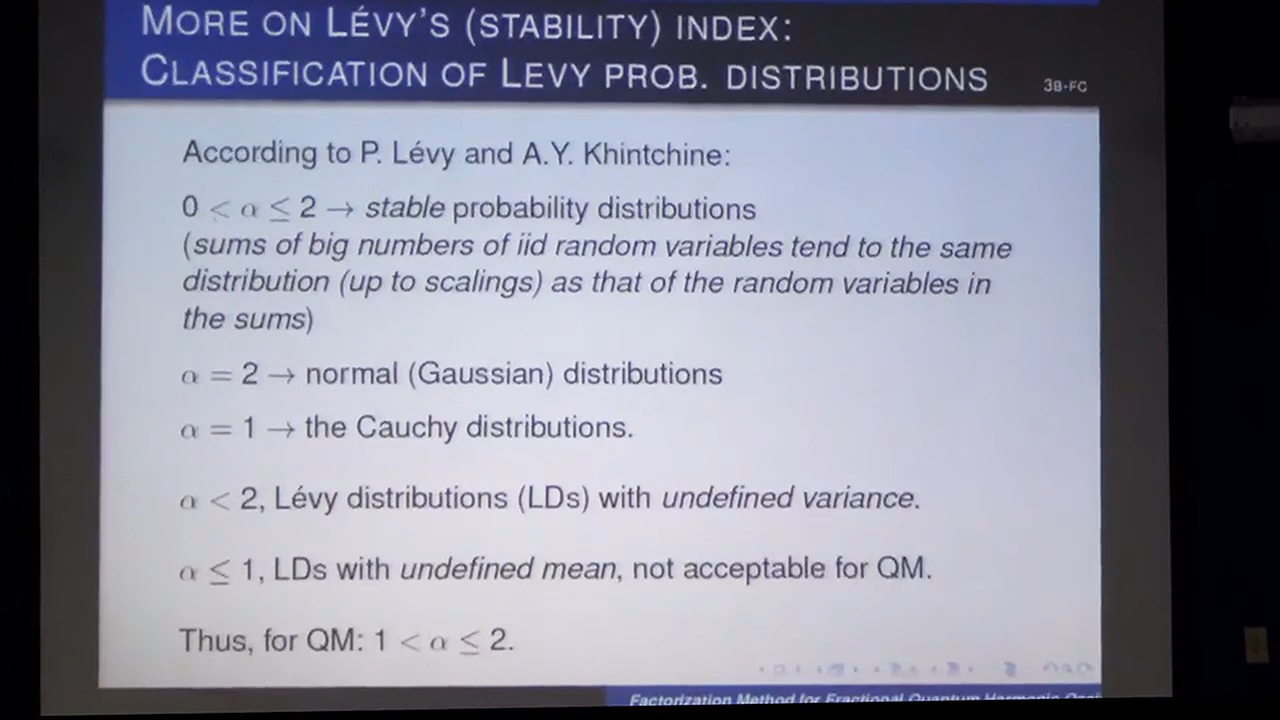 MORE ON LÉVY'S (STABILITY) INDEX:
CLASSIFICATION OF LEVY PROB. DISTRIBUTIONS
38-FC
According to P. Lévy and A.Y. Khintchine:
0 < α ≤ 2 → stable probability distributions
(sums of big numbers of iid random variables tend to the same
distribution (up to scalings) as that of the random variables in
the sums)
α = 2 → normal (Gaussian) distributions
α = 1 → the Cauchy distributions.
α < 2, Lévy distributions (LDs) with undefined variance.
α ≤ 1, LDs with undefined mean, not acceptable for QM.
Thus, for QM: 1 < α ≤ 2.
Factorization Method for Fractional Quantum Harmonic